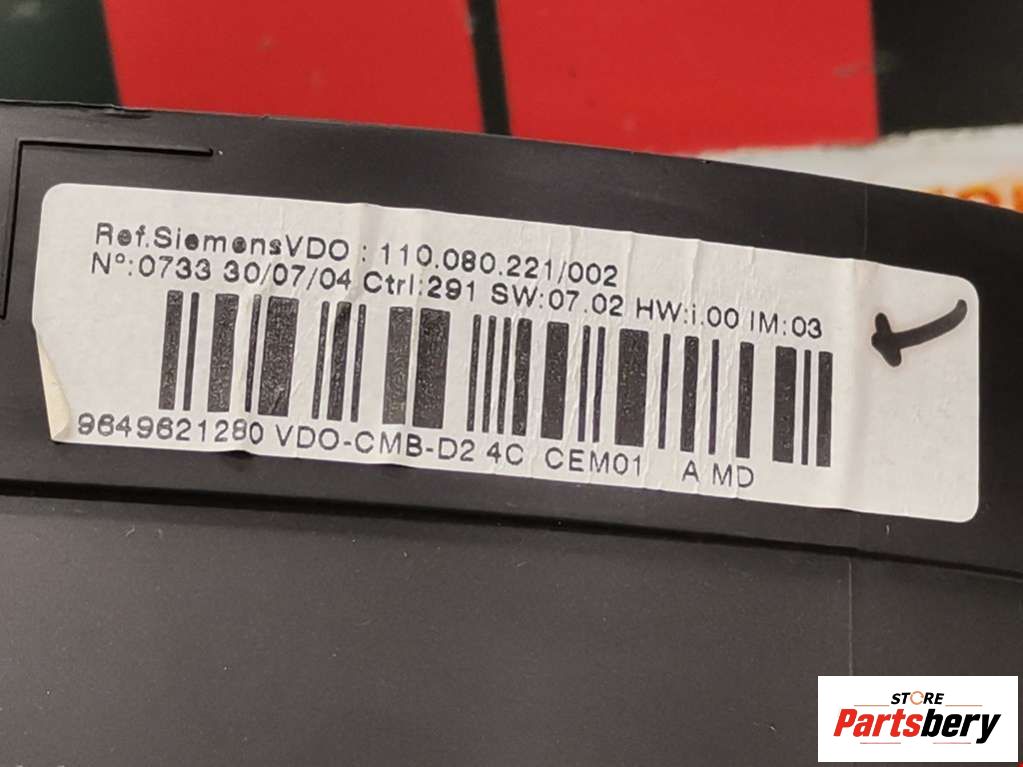 Ref.SiemensVDO : 110.080.221/002
Nº:0733 30/07/04 Ctrl:291 SW:07.02 HW:i.00 IM:03
9649621280 VDO-CMB-D2 4C CEM01 A MD
STORE
Partsbery